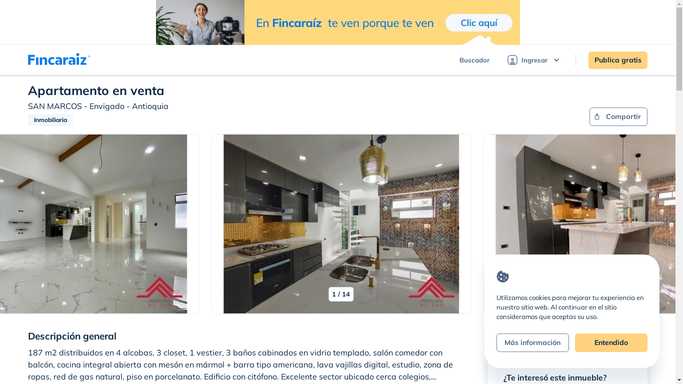 En Fincaraíz te ven porque te ven
Clic aquí
Fincaraiz
Buscador
Ingresar
Publica gratis
Apartamento en venta
SAN MARCOS - Envigado - Antioquia
Inmobiliaria
Compartir
1 / 14
Utilizamos cookies para mejorar tu experiencia en
nuestro sitio web. Al continuar en el sitio
consideramos que aceptas su uso.
Más información
Entendido
Descripción general
187 m2 distribuidos en 4 alcobas, 3 closet, 1 vestier, 3 baños cabinados en vidrio templado, salón comedor con
balcón, cocina integral abierta con mesón en mármol + barra tipo americana, lava vajillas digital, estudio, zona de
ropas, red de gas natural, piso en porcelanato. Edificio con citófono. Excelente sector ubicado cerca colegios,...
¿Te interesó este inmueble?